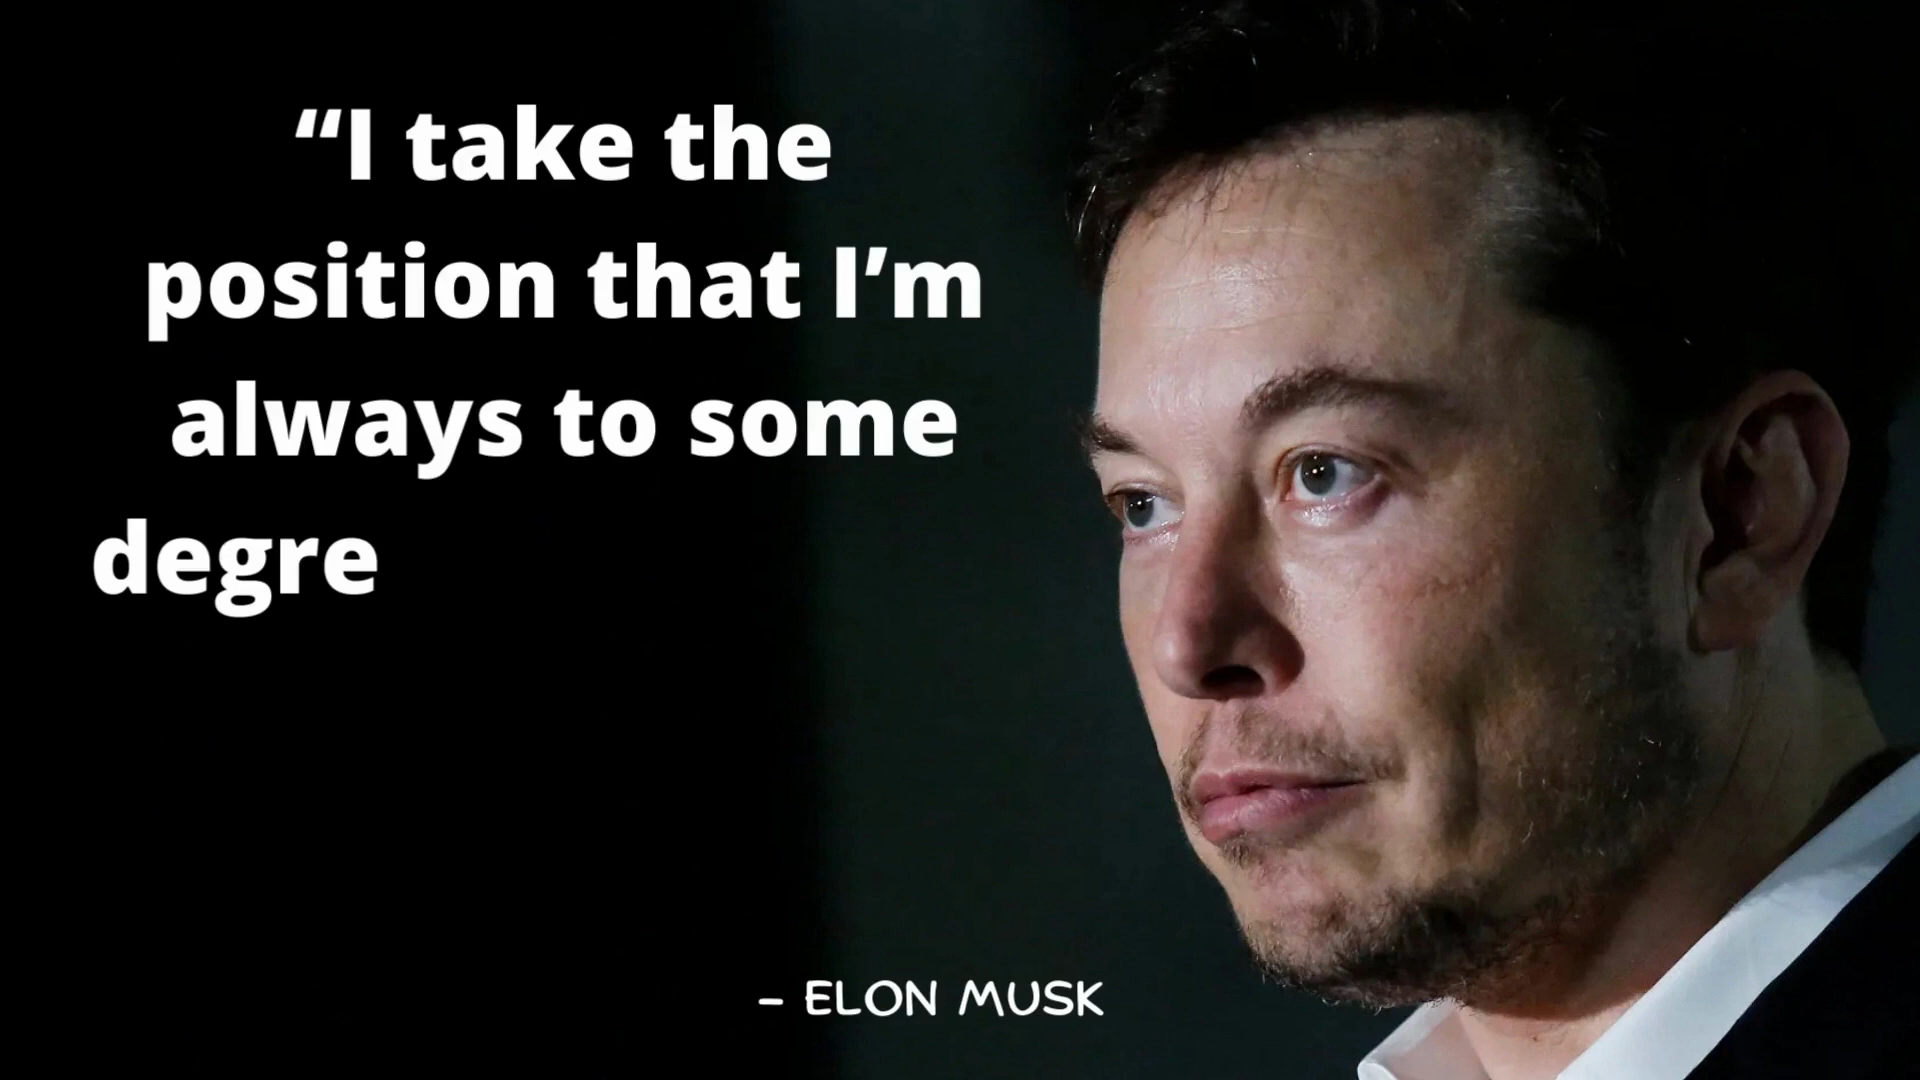 “I take the
position that I’m
always to some
degre
– ELON MUSK